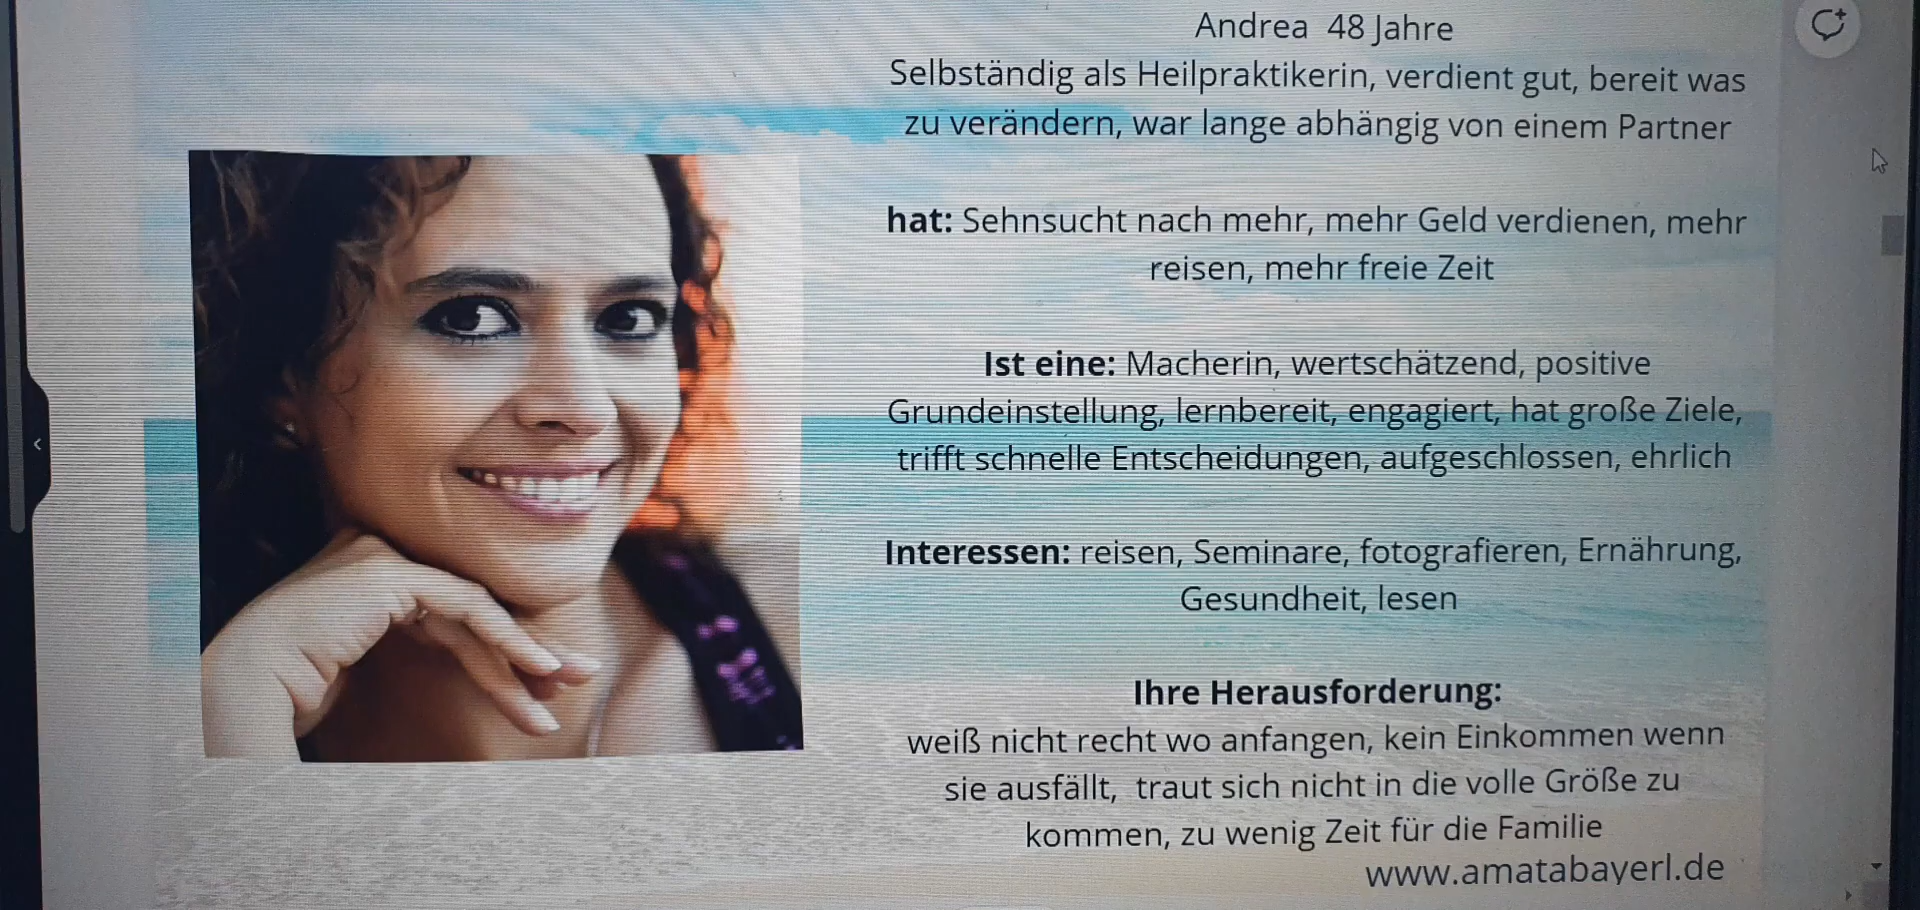 Andrea 48 Jahre
Selbständig als Heilpraktikerin, verdient gut, bereit was
zu verändern, war lange abhängig von einem Partner
hat: Sehnsucht nach mehr, mehr Geld verdienen, mehr
reisen, mehr freie Zeit
Ist eine: Macherin, wertschätzend, positive
Grundeinstellung, lernbereit, engagiert, hat große Ziele,
trifft schnelle Entscheidungen, aufgeschlossen, ehrlich
Interessen: reisen, Seminare, fotografieren, Ernährung,
Gesundheit, lesen
Ihre Herausforderung:
weiß nicht recht wo anfangen, kein Einkommen wenn
sie ausfällt, traut sich nicht in die volle Größe zu
kommen, zu wenig Zeit für die Familie
www.amatabayerl.de